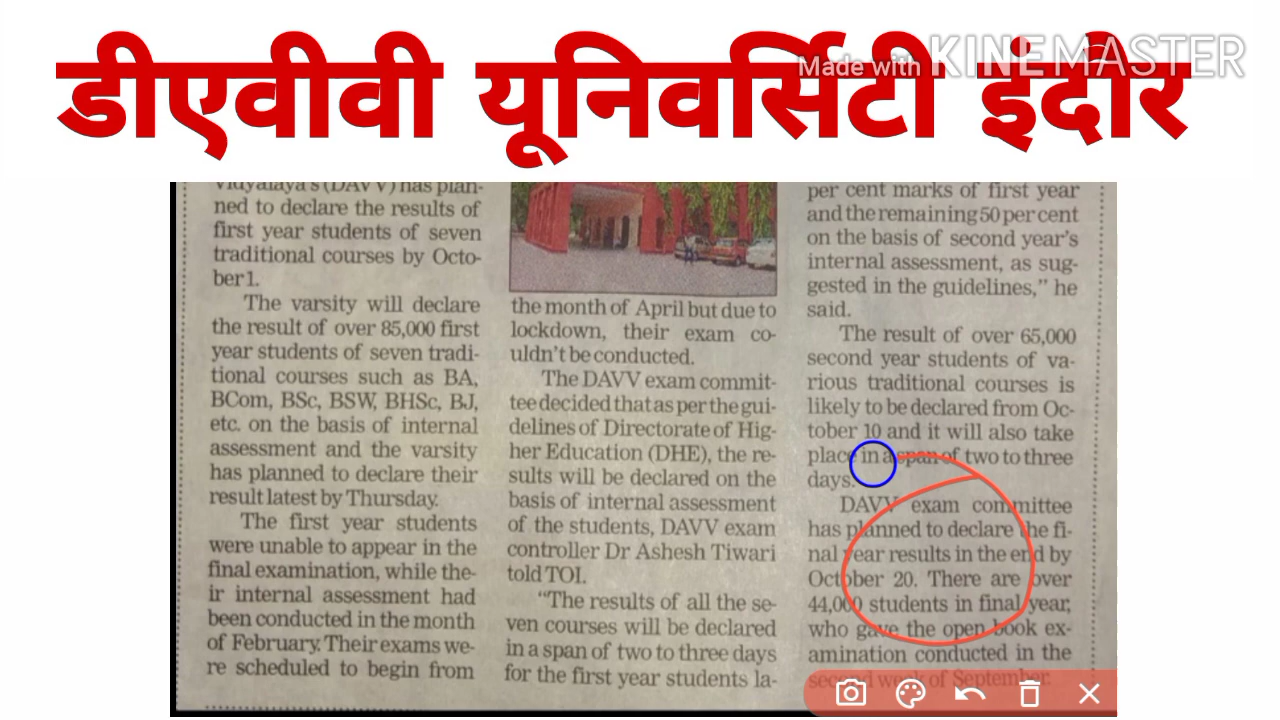 डीएवीवी यूनिवर्सिटी इंदौर
Made with KINEMASTER
Vidyalaya's (DAVV) has plan-
ned to declare the results of
first year students of seven
traditional courses by Octo-
ber 1.
The varsity will declare
the result of over 85,000 first
year students of seven tradi-
tional courses such as BA,
BCom, BSc, BSW, BHSc, BJ,
etc. on the basis of internal
assessment and the varsity
has planned to declare their
result latest by Thursday.
The first year students
were unable to appear in the
final examination, while the-
ir internal assessment had
been conducted in the month
of February. Their exams we-
re scheduled to begin from
the month of April but due to
lockdown, their exam co-
uldn't be conducted.
The DAVV exam commit-
tee decided that as per the gui-
delines of Directorate of Hig-
her Education (DHE), the re-
sults will be declared on the
basis of internal assessment
of the students, DAVV exam
controller Dr Ashesh Tiwari
told TOI.
"The results of all the se-
ven courses will be declared
in a span of two to three days
for the first year students la-
per cent marks of first year
and the remaining 50 per cent
on the basis of second year's
internal assessment, as sug-
gested in the guidelines," he
said.
The result of over 65,000
second year students of va-
rious traditional courses is
likely to be declared from Oc-
tober 10 and it will also take
place in a span of two to three
days.
DAVV exam committee
has planned to declare the fi-
nal year results in the end by
October 20. There are over
44,000 students in final year,
who gave the open book ex-
amination conducted in the
second week of September.